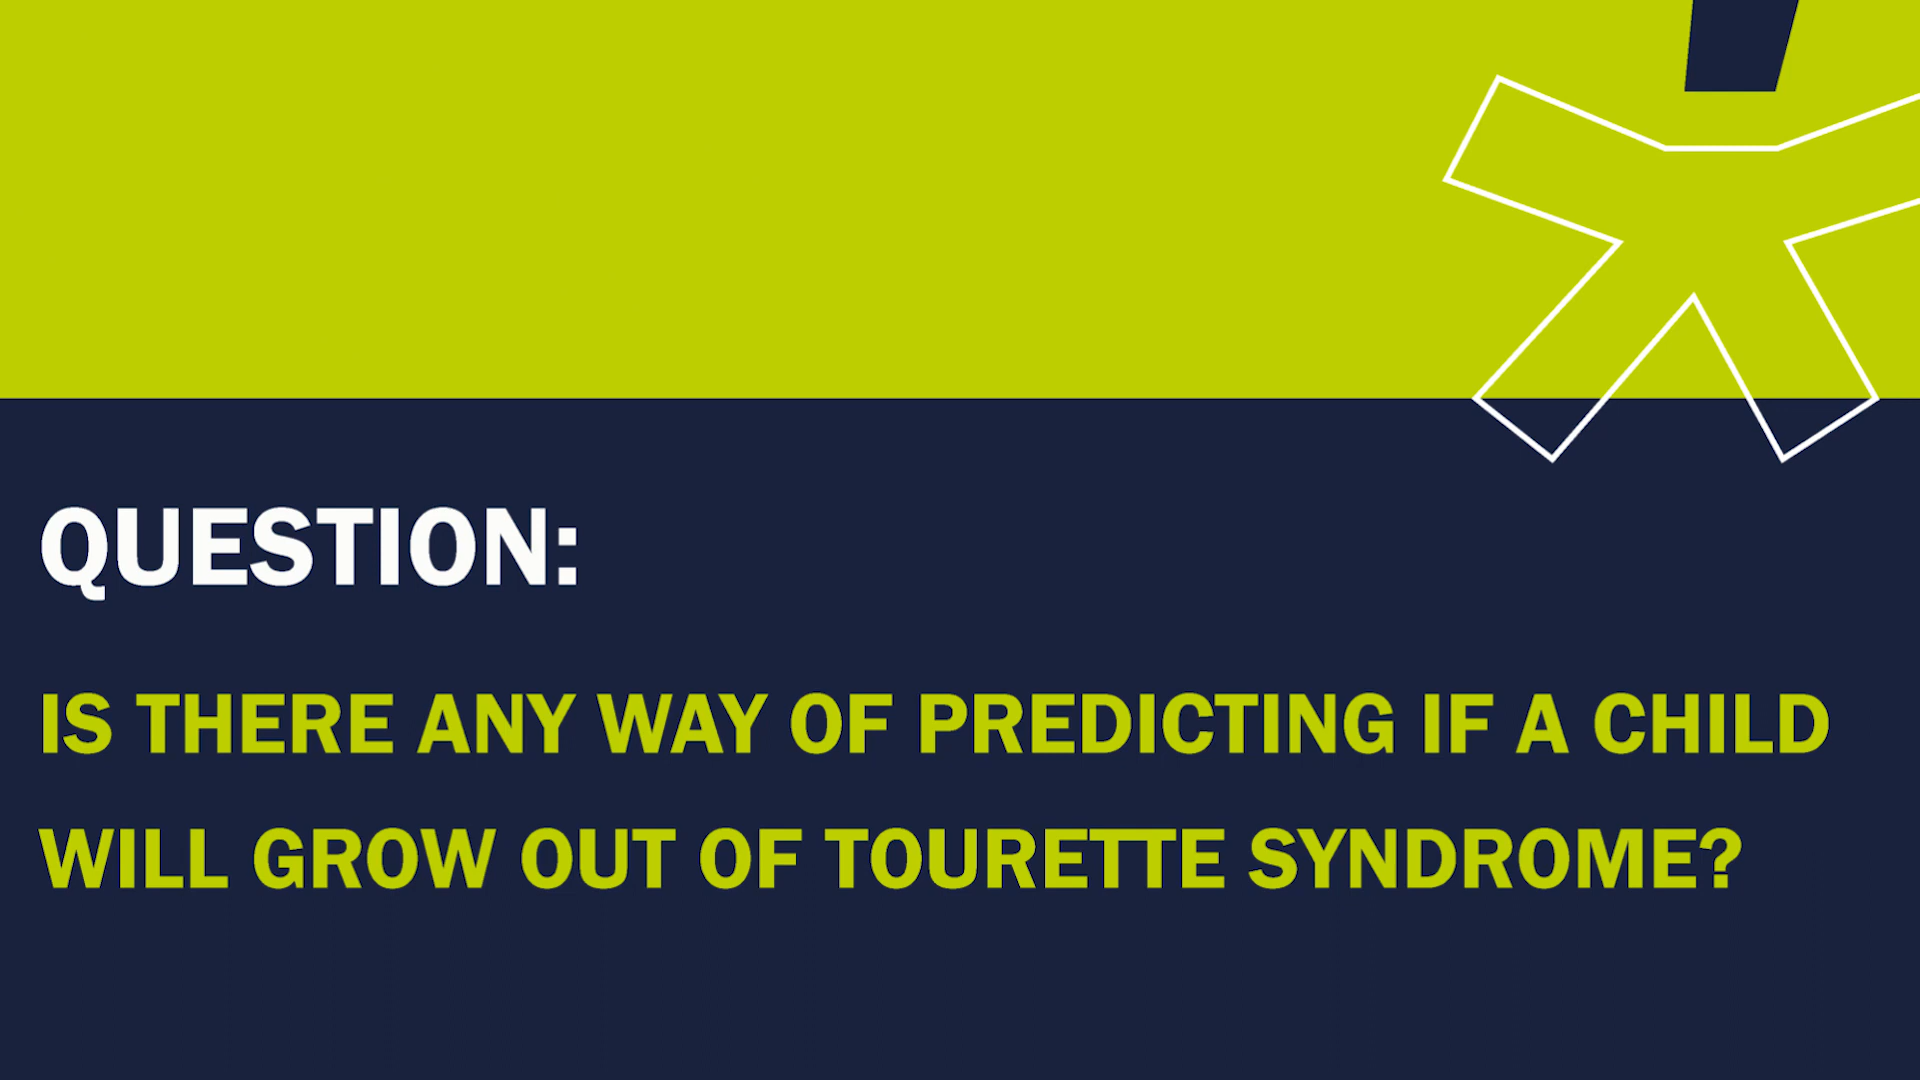 QUESTION:
IS THERE ANY WAY OF PREDICTING IF A CHILD
WILL GROW OUT OF TOURETTE SYNDROME?